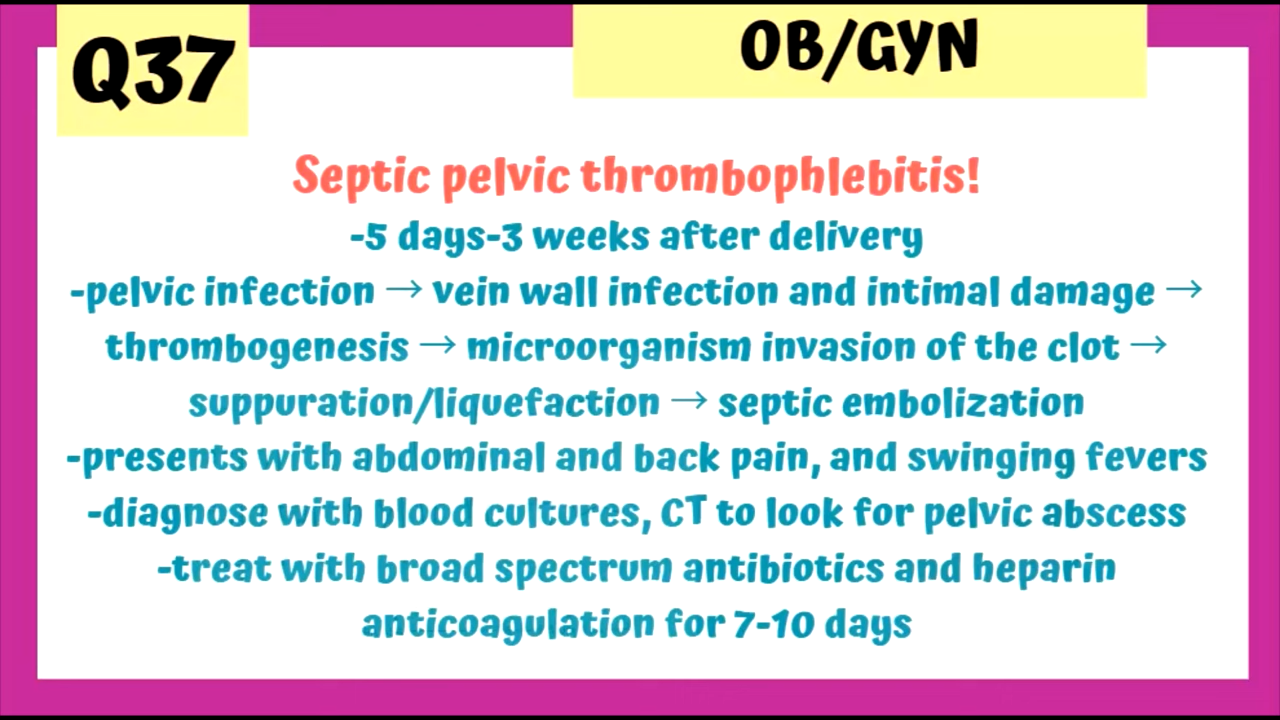 Q37
OB/GYN
Septic pelvic thrombophlebitis!
-5 days-3 weeks after delivery
-pelvic infection → vein wall infection and intimal damage →
thrombogenesis → microorganism invasion of the clot →
suppuration/liquefaction → septic embolization
-presents with abdominal and back pain, and swinging fevers
-diagnose with blood cultures, CT to look for pelvic abscess
-treat with broad spectrum antibiotics and heparin
anticoagulation for 7-10 days